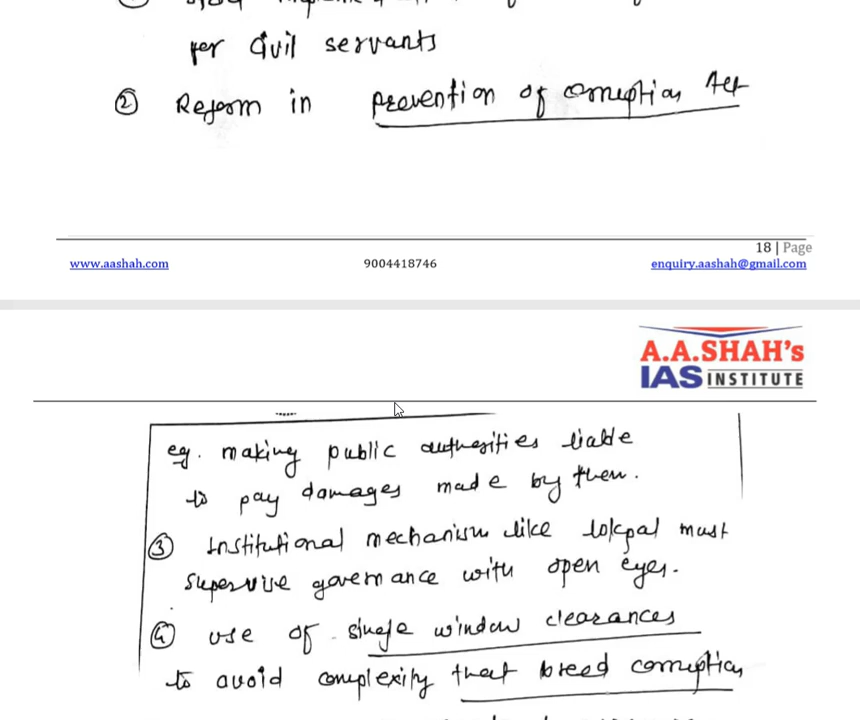 per civil servants
② Reform in prevention of corruption Act
18 | Page
www.aashah.com 9004418746 enquiry.aashah@gmail.com
A.A.SHAH's
IAS INSTITUTE
eg. making public authorities liable
to pay damages made by them.
③ Institutional mechanism like lokpal must
supervise governance with open eyes.
④ use of single window clearances
to avoid complexity that breed corruption